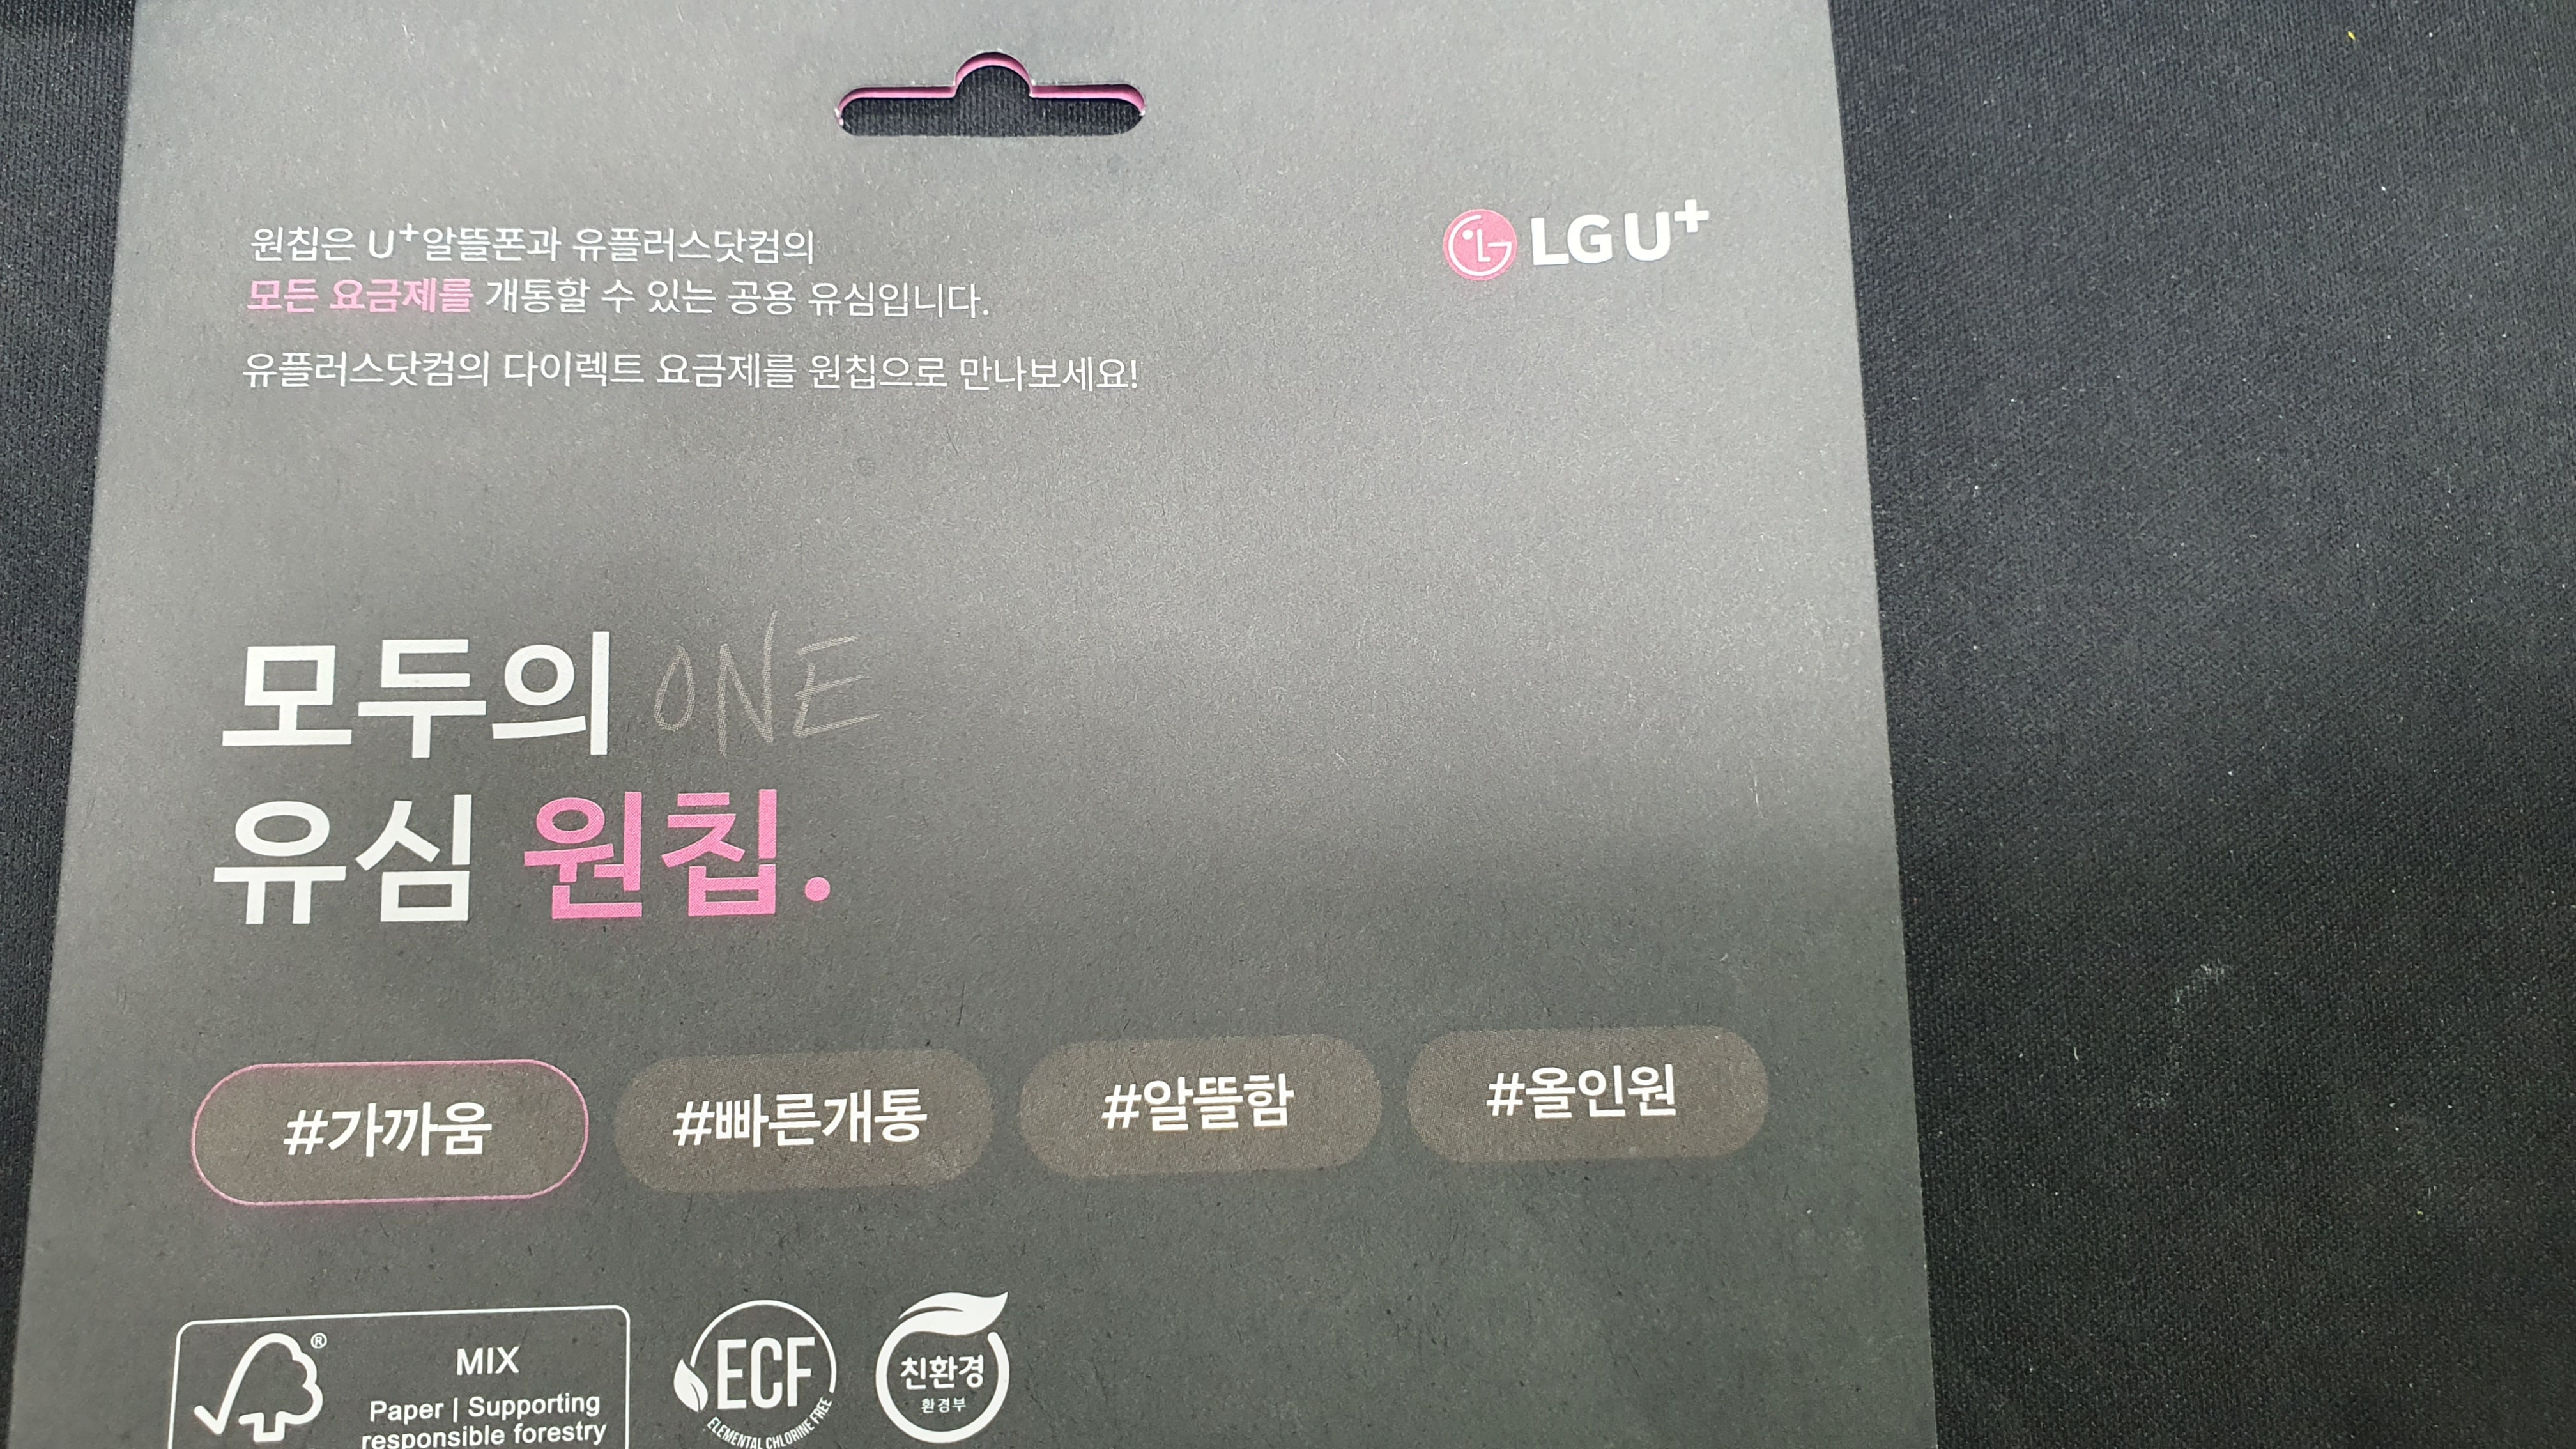 원칩은 U⁺알뜰폰과 유플러스닷컴의
모든 요금제를 개통할 수 있는 공용 유심입니다.
유플러스닷컴의 다이렉트 요금제를 원칩으로 만나보세요!
LG U⁺
모두의 ONE
유심 원칩.
#가까움 #빠른개통 #알뜰함 #올인원
®
MIX
Paper | Supporting
responsible forestry
ECF
ELEMENTAL CHLORINE FREE
친환경
환경부